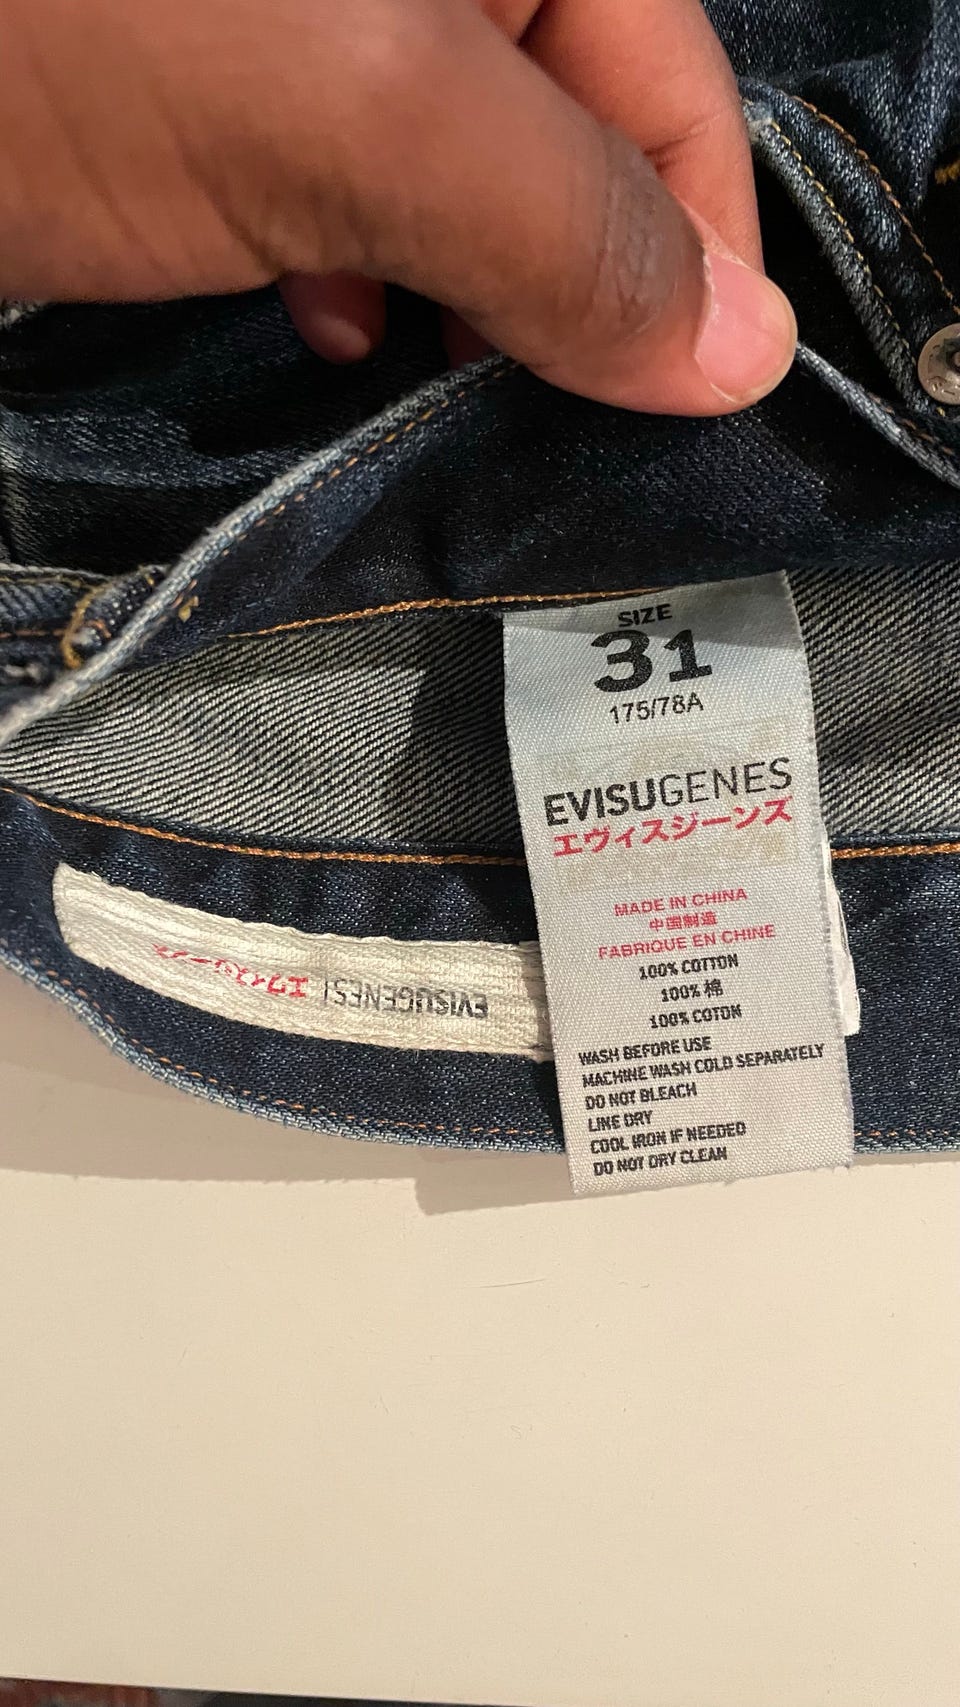 SIZE
31
175/78A
EVISUGENES
エヴィスジーンズ
MADE IN CHINA
中国制造
FABRIQUE EN CHINE
100% COTTON
100% 棉
100% COTON
WASH BEFORE USE
MACHINE WASH COLD SEPARATELY
DO NOT BLEACH
LINE DRY
COOL IRON IF NEEDED
DO NOT DRY CLEAN
EVISUGENES